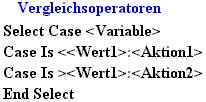 Vergleichsoperatoren
Select Case <Variable>
Case Is <<Wert1>:<Aktion1>
Case Is ><Wert1>:<Aktion2>
End Select